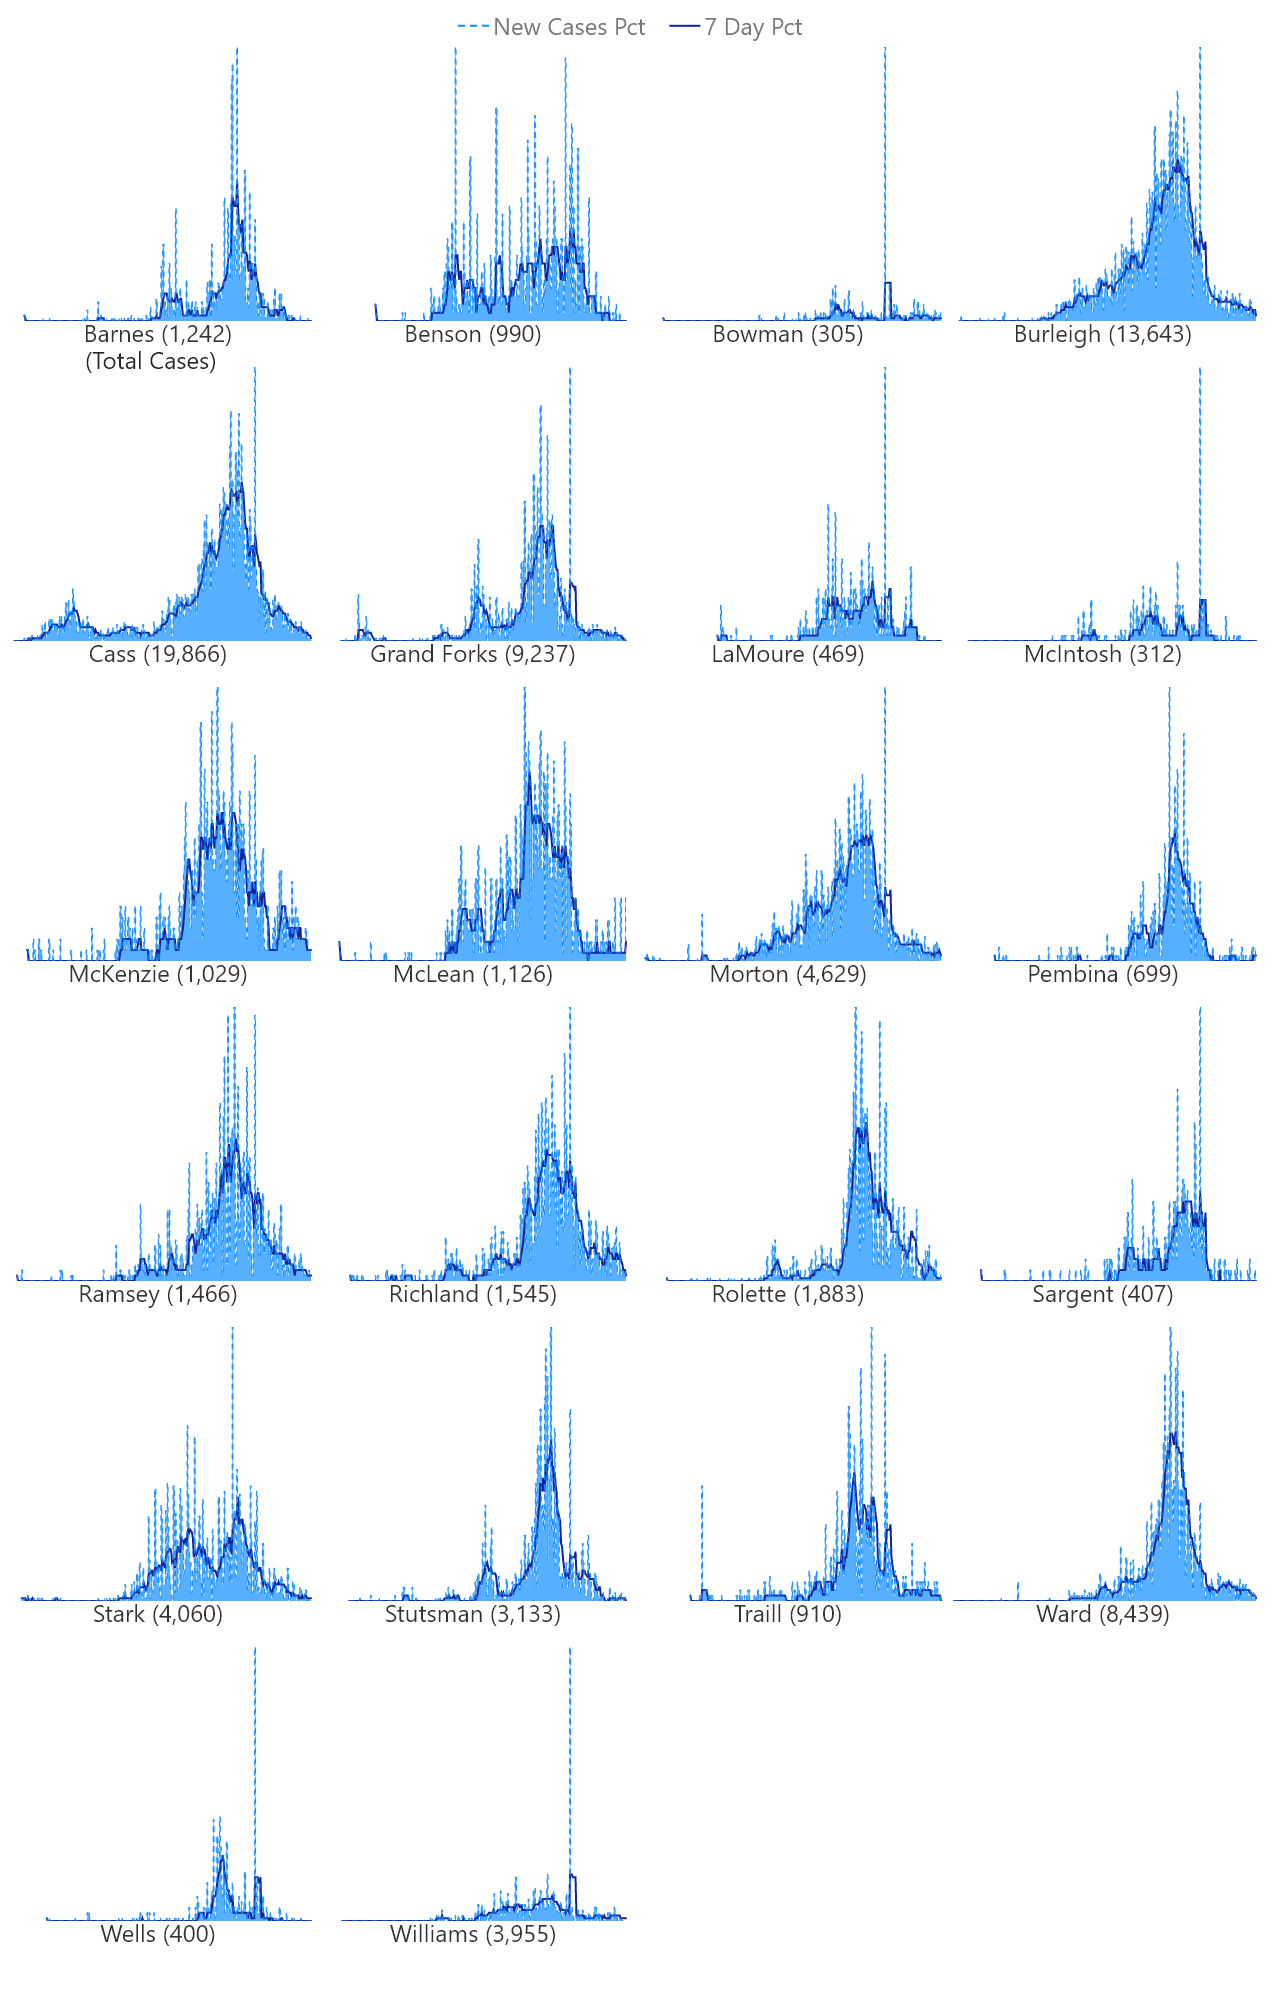 New Cases Pct 7 Day Pct
Barnes (1,242) Benson (990) Bowman (305) Burleigh (13,643)
(Total Cases)
Cass (19,866) Grand Forks (9,237) LaMoure (469) McIntosh (312)
McKenzie (1,029) McLean (1,126) Morton (4,629) Pembina (699)
Ramsey (1,466) Richland (1,545) Rolette (1,883) Sargent (407)
Stark (4,060) Stutsman (3,133) Traill (910) Ward (8,439)
Wells (400) Williams (3,955)